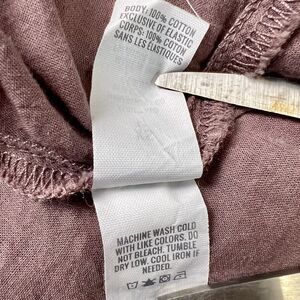 BODY: 100% COTTON
EXCLUSIVE OF ELASTIC
CORPS: 100% COTON
SANS LES ÉLASTIQUES
MACHINE WASH COLD
WITH LIKE COLORS. DO
NOT BLEACH. TUMBLE
DRY LOW. COOL IRON IF
NEEDED.